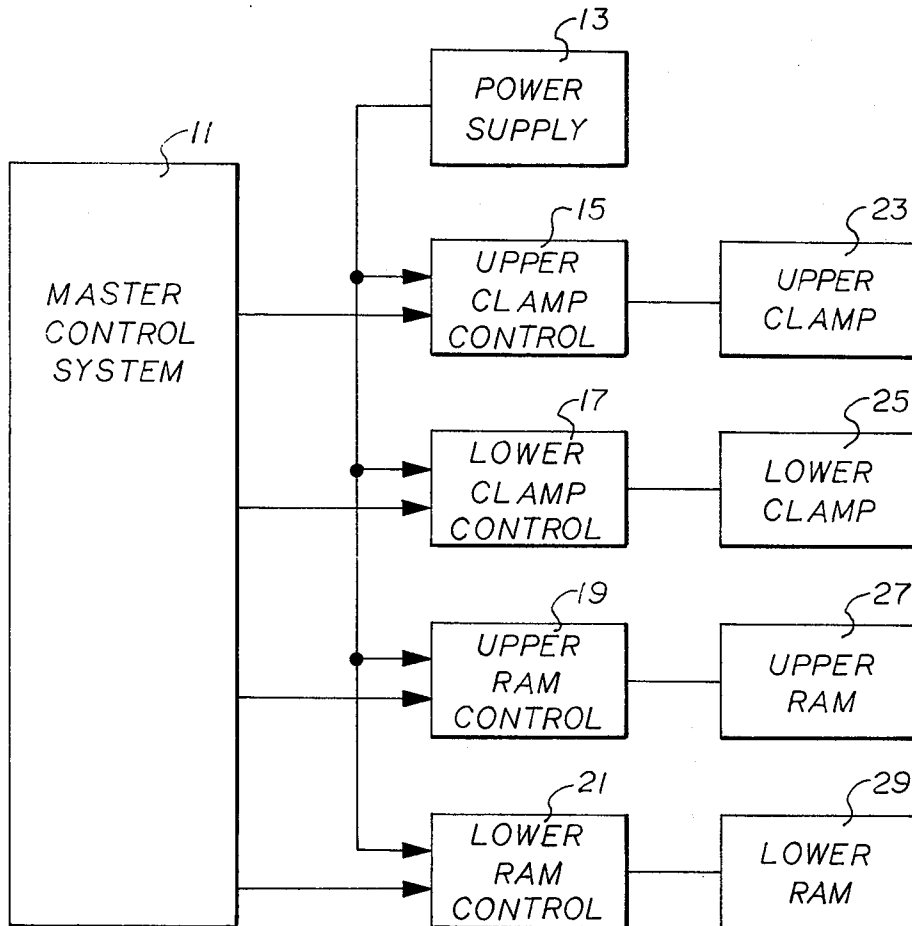 13
POWER
SUPPLY
11
MASTER
CONTROL
SYSTEM
15
UPPER
CLAMP
CONTROL
23
UPPER
CLAMP
17
LOWER
CLAMP
CONTROL
25
LOWER
CLAMP
19
UPPER
RAM
CONTROL
27
UPPER
RAM
21
LOWER
RAM
CONTROL
29
LOWER
RAM